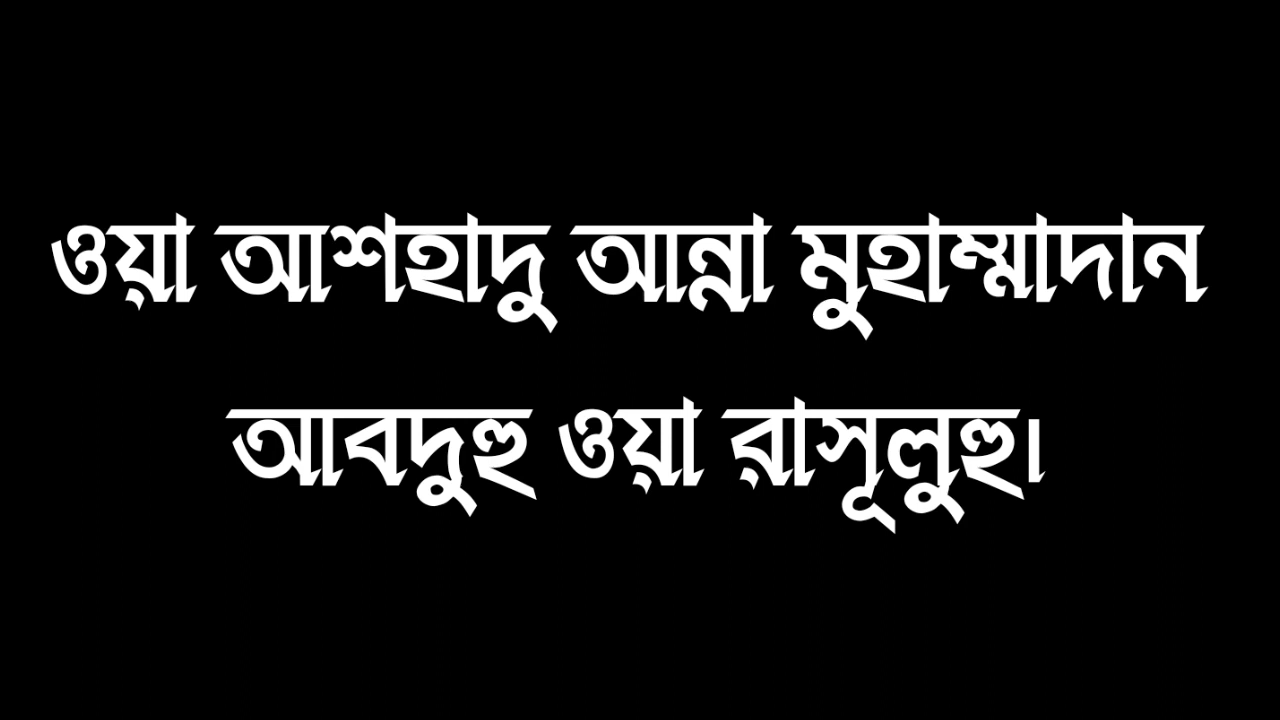 ওয়া আশহাদু আন্না মুহাম্মাদান
আবদুহু ওয়া রাসূলুহু।